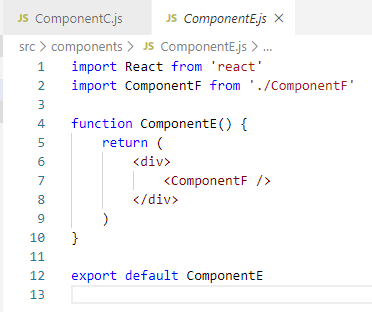 JS ComponentC.js JS ComponentE.js ×
src > components > JS ComponentE.js > ...
1 import React from 'react'
2 import ComponentF from './ComponentF'
3
4 function ComponentE() {
5     return (
6         <div>
7             <ComponentF />
8         </div>
9     )
10 }
11
12 export default ComponentE
13